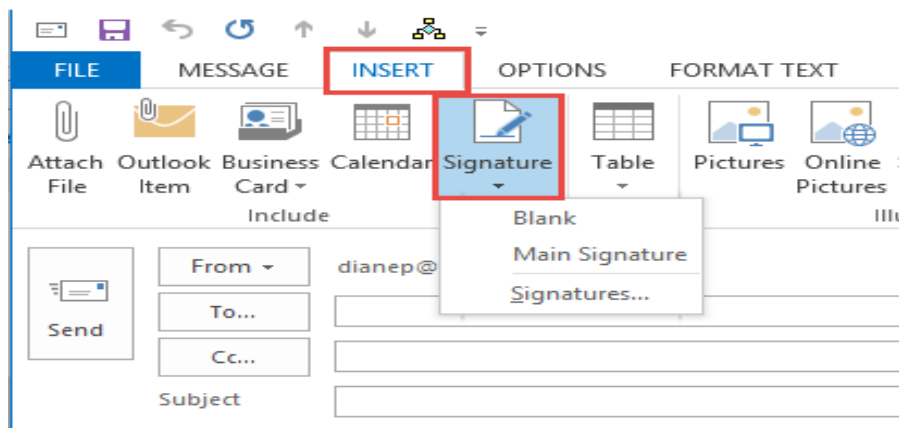 FILE MESSAGE INSERT OPTIONS FORMAT TEXT
Attach File Outlook Item Business Card Calendar Signature Table Pictures Online Pictures
Include
Blank
Main Signature
Signatures...
From dianep@
Send
To...
Cc...
Subject